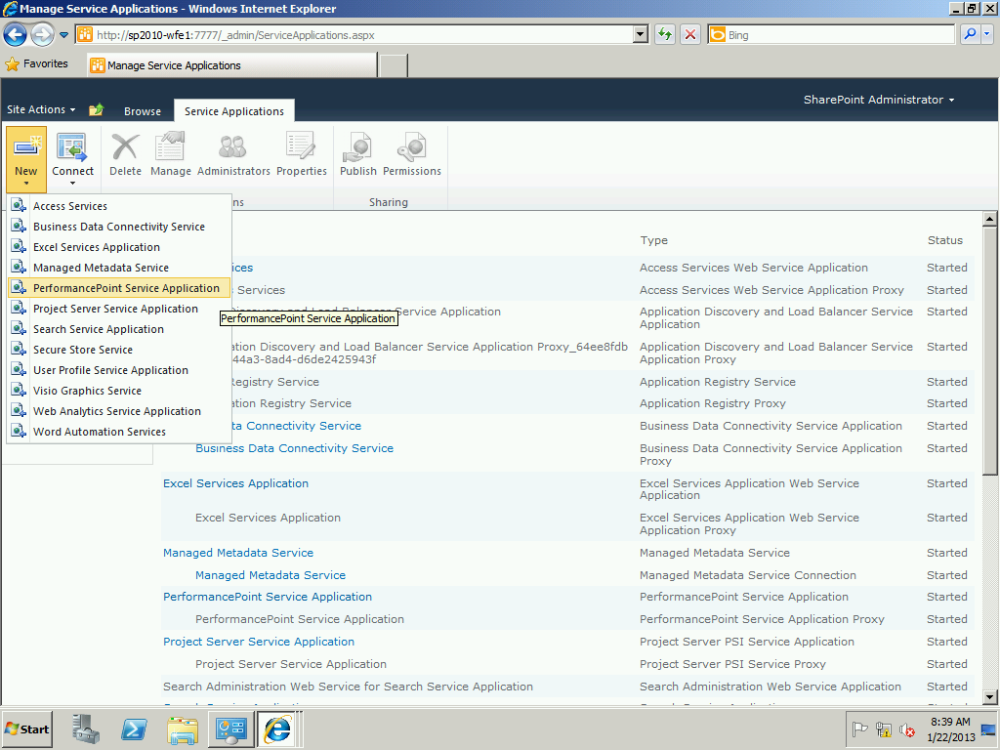 Manage Service Applications - Windows Internet Explorer
http://sp2010-wfe1:7777/_admin/ServiceApplications.aspx
Bing
Favorites
Manage Service Applications
Site Actions
Browse
Service Applications
SharePoint Administrator
New
Connect
Delete
Manage
Administrators
Properties
Publish
Permissions
ns
Sharing
Access Services
Business Data Connectivity Service
Excel Services Application
Managed Metadata Service
PerformancePoint Service Application
Project Server Service Application
Search Service Application
Secure Store Service
User Profile Service Application
Visio Graphics Service
Web Analytics Service Application
Word Automation Services
PerformancePoint Service Application
Type Status
ices Access Services Web Service Application Started
Services Access Services Web Service Application Proxy Started
Discovery and Load Balancer Service Application Application Discovery and Load Balancer Service Started
Application
ation Discovery and Load Balancer Service Application Proxy_64ee8fdb Application Discovery and Load Balancer Service Started
44a3-8ad4-d6de2425943f Application Proxy
Registry Service Application Registry Service Started
ation Registry Service Application Registry Proxy Started
ta Connectivity Service Business Data Connectivity Service Application Started
Business Data Connectivity Service Business Data Connectivity Service Application Started
Proxy
Excel Services Application Excel Services Application Web Service Started
Application
Excel Services Application Excel Services Application Web Service Started
Application Proxy
Managed Metadata Service Managed Metadata Service Started
Managed Metadata Service Managed Metadata Service Connection Started
PerformancePoint Service Application PerformancePoint Service Application Started
PerformancePoint Service Application PerformancePoint Service Application Proxy Started
Project Server Service Application Project Server PSI Service Application Started
Project Server Service Application Project Server PSI Service Proxy Started
Search Administration Web Service for Search Service Application Search Administration Web Service Application Started
Start
8:39 AM
1/22/2013